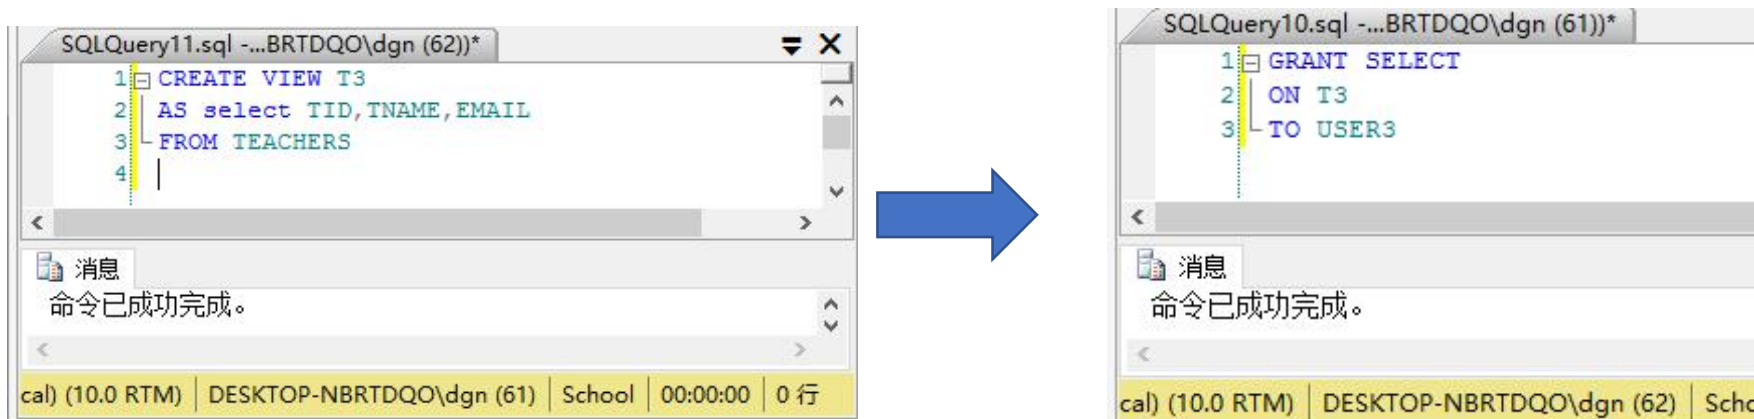 SQLQuery11.sql -...BRTDQO\dgn (62))*
1 CREATE VIEW T3
2 AS select TID,TNAME,EMAIL
3 FROM TEACHERS
4
消息
命令已成功完成。
cal) (10.0 RTM) DESKTOP-NBRTDQO\dgn (61) School 00:00:00 0 行
SQLQuery10.sql -...BRTDQO\dgn (61))*
1 GRANT SELECT
2 ON T3
3 TO USER3
消息
命令已成功完成。
cal) (10.0 RTM) DESKTOP-NBRTDQO\dgn (62)